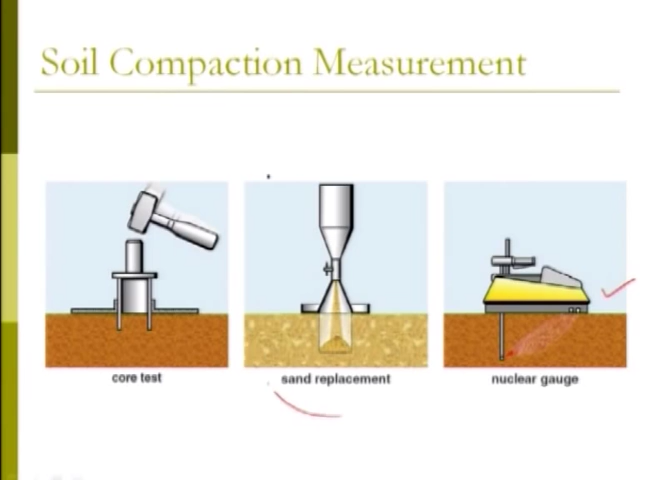 Soil Compaction Measurement
core test
sand replacement
nuclear gauge